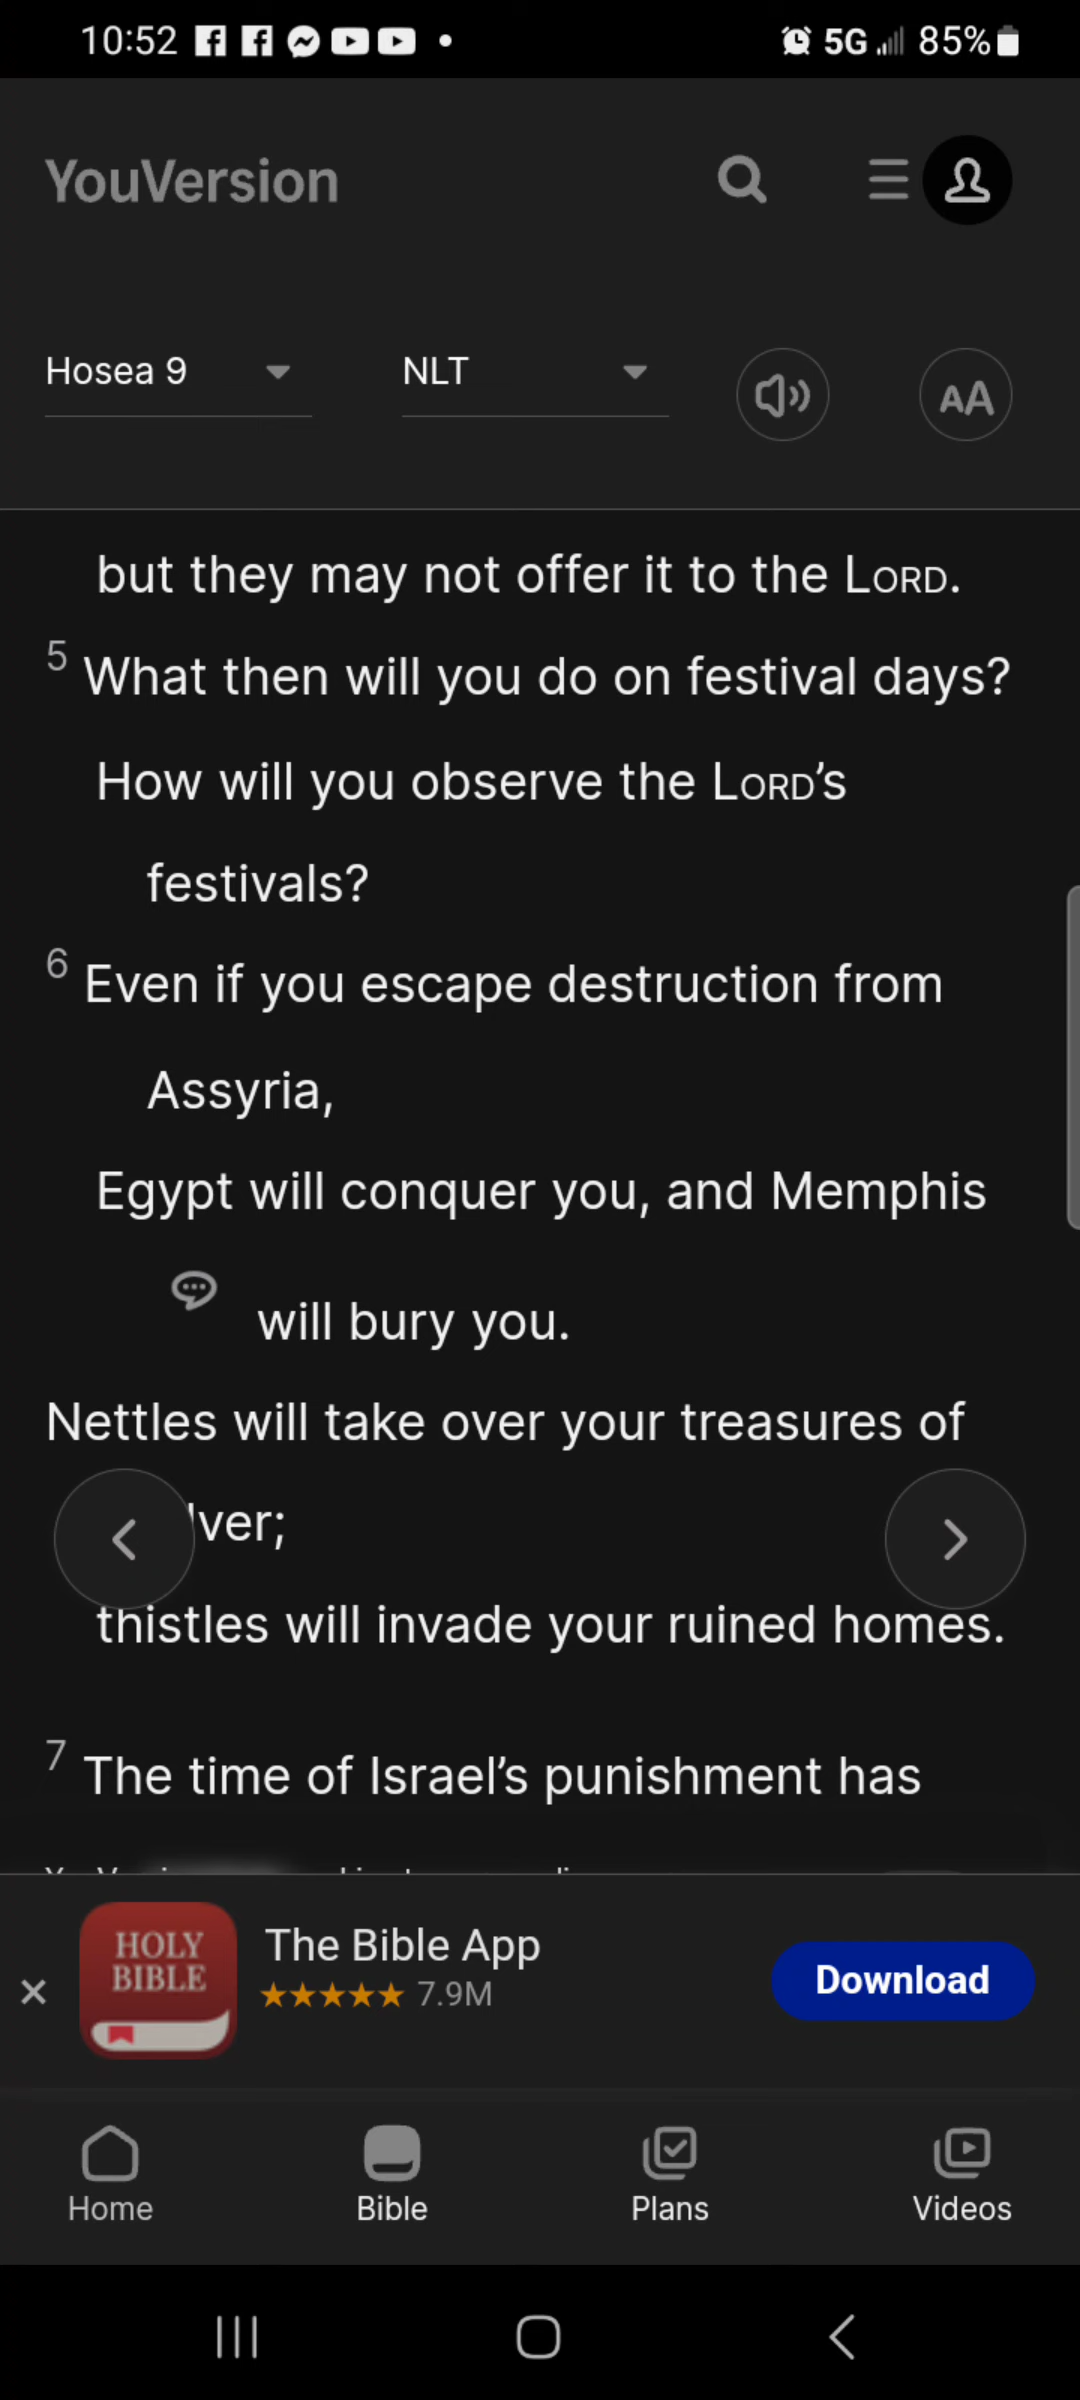 10:52 5G 85%
YouVersion
Hosea 9 NLT AA
but they may not offer it to the LORD.
5 What then will you do on festival days?
How will you observe the LORD’s
festivals?
6 Even if you escape destruction from
Assyria,
Egypt will conquer you, and Memphis
will bury you.
Nettles will take over your treasures of
lver;
thistles will invade your ruined homes.
7 The time of Israel’s punishment has
HOLY
BIBLE
The Bible App
7.9M
Download
Home Bible Plans Videos